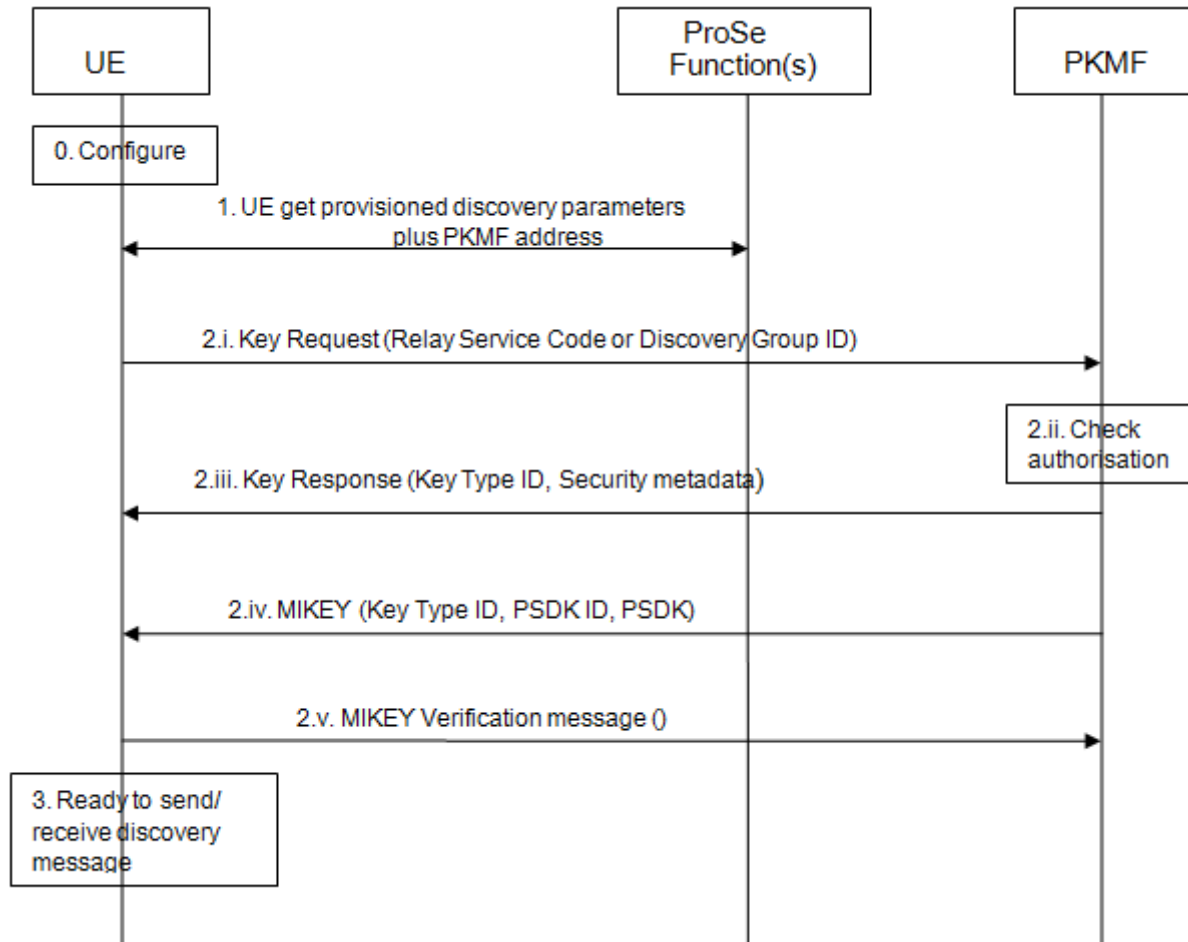 UE
ProSe
Function(s)
PKMF
0. Configure
1. UE get provisioned discovery parameters
plus PKMF address
2.i. Key Request (Relay Service Code or Discovery Group ID)
2.ii. Check
authorisation
2.iii. Key Response (Key Type ID, Security metadata)
2.iv. MIKEY (Key Type ID, PSDK ID, PSDK)
2.v. MIKEY Verification message ()
3. Ready to send/
receive discovery
message